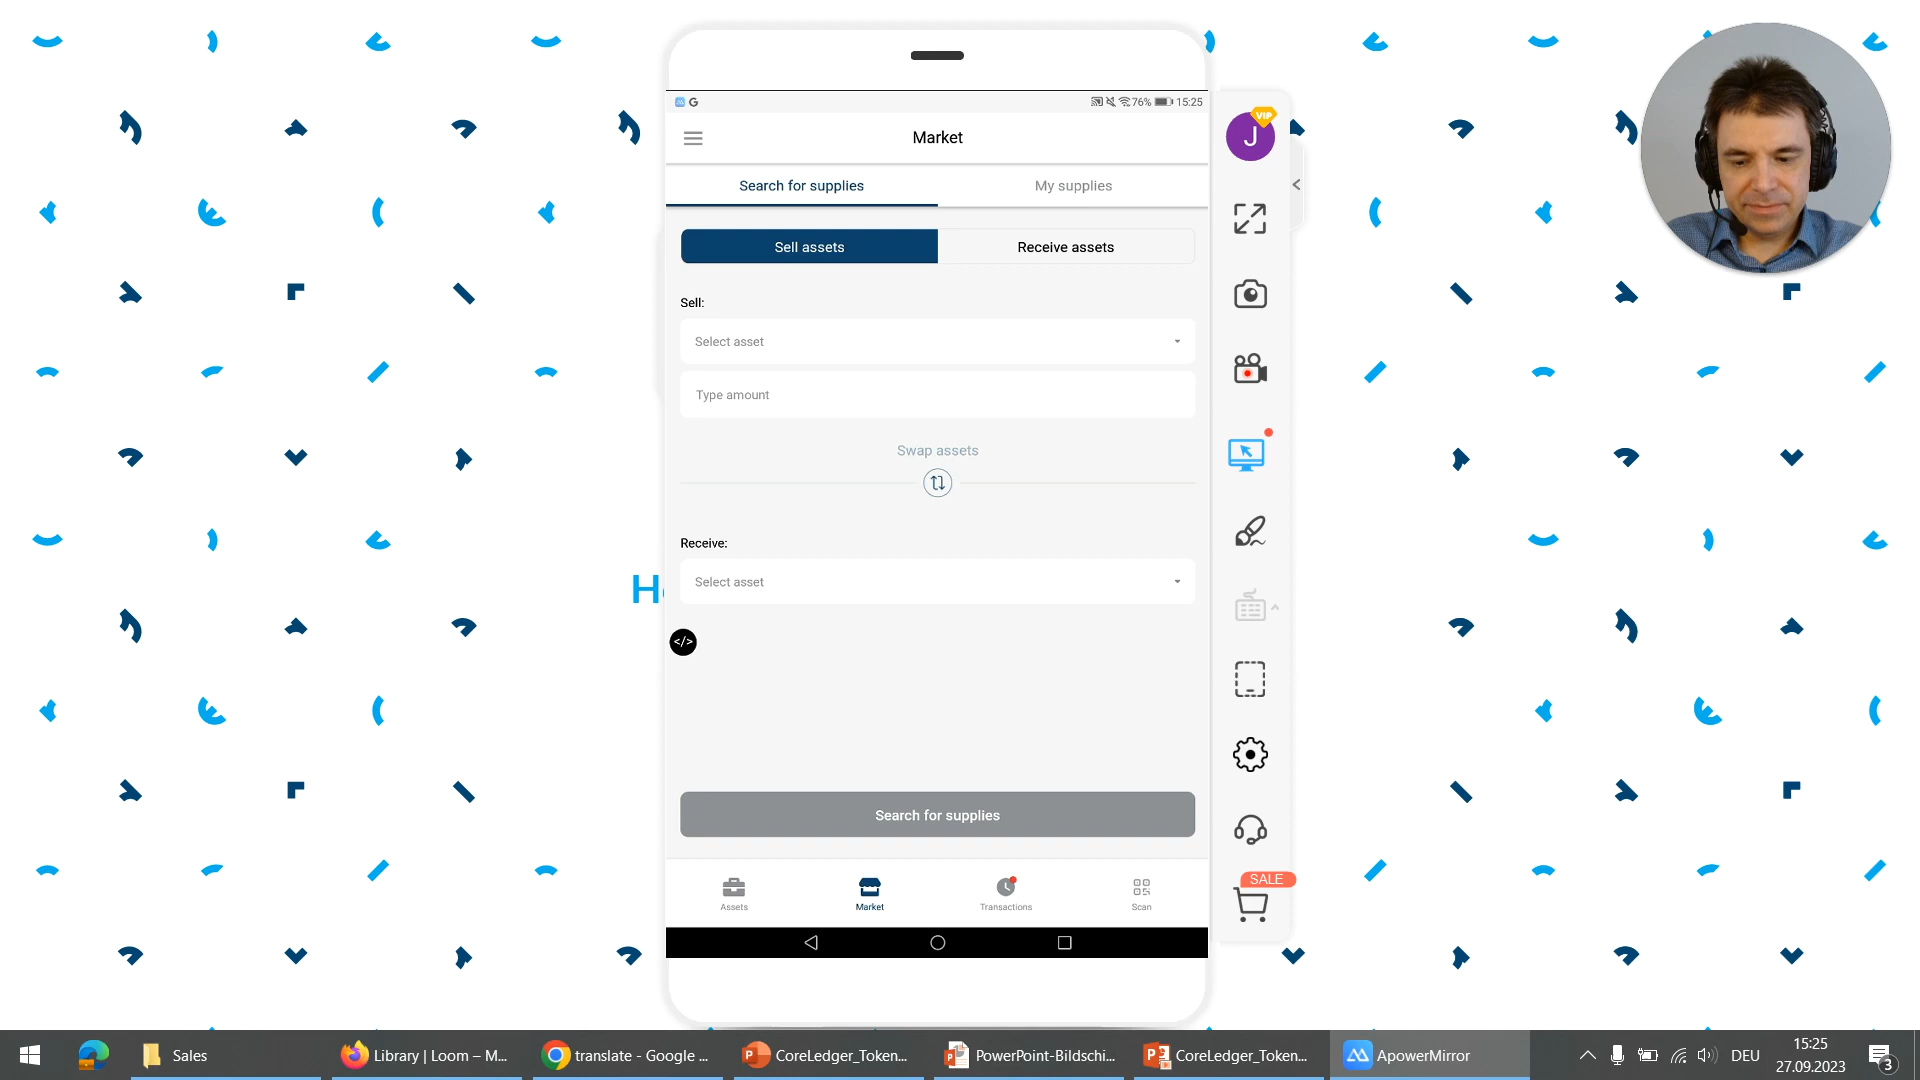 76% 15:25
Market
Search for supplies
My supplies
Sell assets
Receive assets
Sell:
Select asset
Type amount
Swap assets
Receive:
Select asset
</>
Search for supplies
Assets
Market
Transactions
Scan
J
VIP
SALE
Sales
Library | Loom – M...
translate - Google ...
CoreLedger_Token...
PowerPoint-Bildschi...
CoreLedger_Token...
ApowerMirror
DEU
15:25
27.09.2023
3